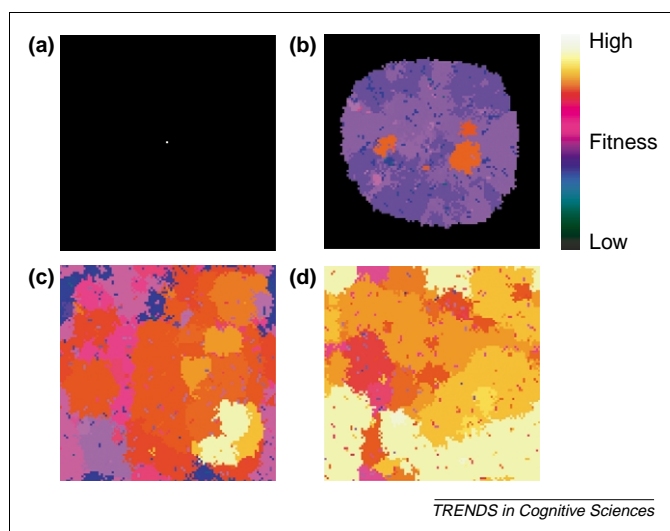 (a)
(b)
High
Fitness
Low
(c)
(d)
TRENDS in Cognitive Sciences